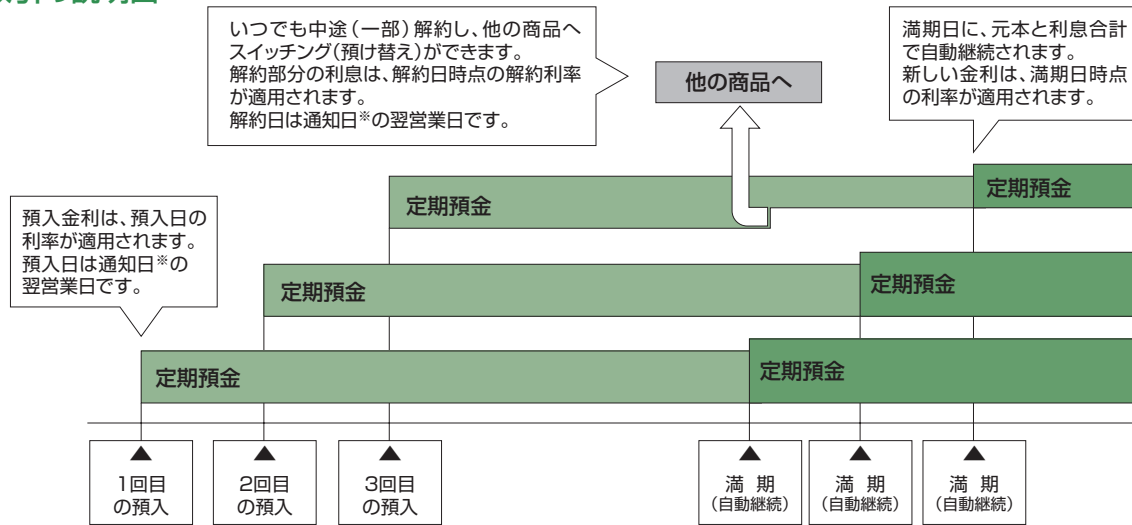 いつでも中途（一部）解約し、他の商品へ
スイッチング（預け替え）ができます。
解約部分の利息は、解約日時点の解約利率
が適用されます。
解約日は通知日※の翌営業日です。
他の商品へ
満期日に、元本と利息合計
で自動継続されます。
新しい金利は、満期日時点
の利率が適用されます。
預入金利は、預入日の
利率が適用されます。
預入日は通知日※の
翌営業日です。
定期預金
定期預金
定期預金
定期預金
定期預金
定期預金
▲
1回目
の預入
▲
2回目
の預入
▲
3回目
の預入
▲
満 期
（自動継続）
▲
満 期
（自動継続）
▲
満 期
（自動継続）